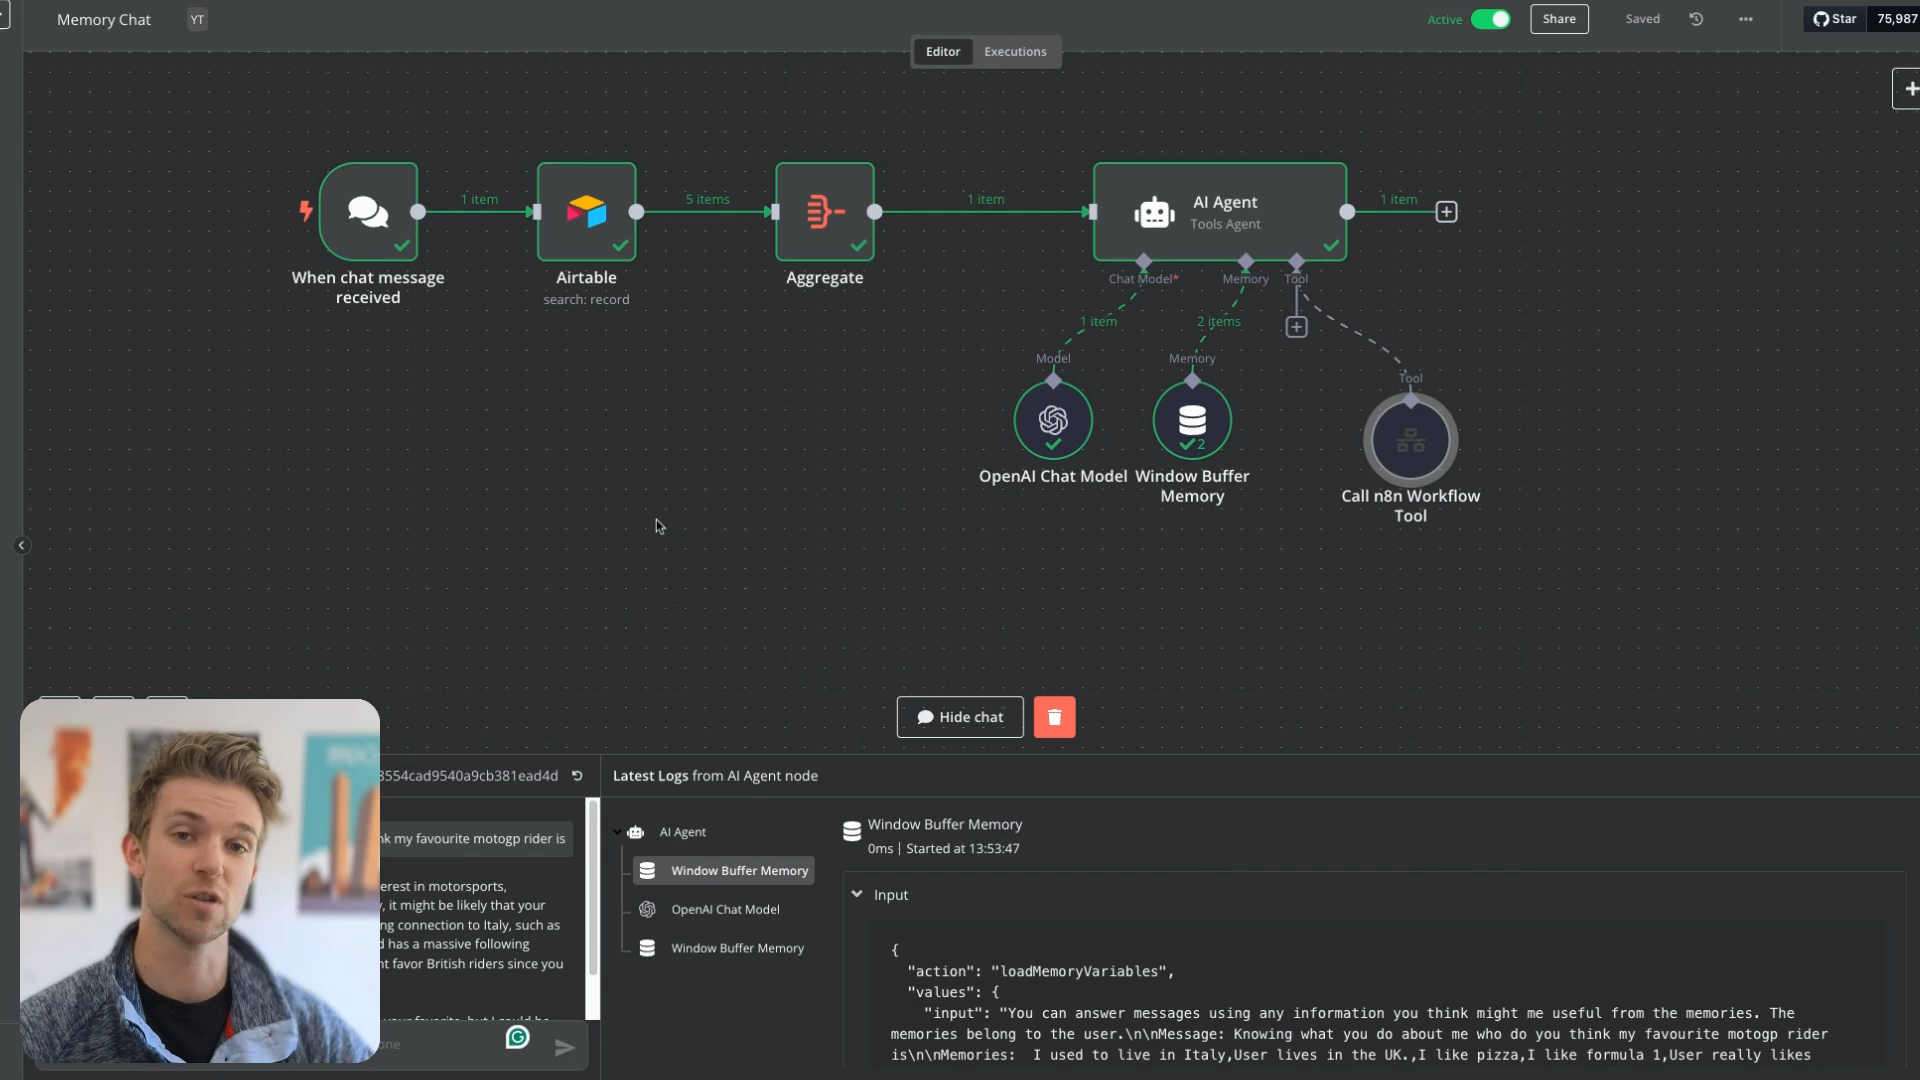 Memory Chat
YT
Active
Share
Saved
Star
75,987
Editor
Executions
1 item
5 items
1 item
AI Agent
Tools Agent
1 item
When chat message
received
Airtable
search: record
Aggregate
Chat Model*
Memory
Tool
1 item
2 items
Model
Memory
Tool
2
OpenAI Chat Model
Window Buffer
Memory
Call n8n Workflow
Tool
Hide chat
8554cad9540a9cb381ead4d
Latest Logs from AI Agent node
my favourite motogp rider is
in motorsports,
it might be likely that your
connection to Italy, such as
has a massive following
favor British riders since you
AI Agent
Window Buffer Memory
OpenAI Chat Model
Window Buffer Memory
Window Buffer Memory
0ms | Started at 13:53:47
Input
{
"action": "loadMemoryVariables",
"values": {
"input": "You can answer messages using any information you think might me useful from the memories. The
memories belong to the user.\n\nMessage: Knowing what you do about me who do you think my favourite motogp rider
is\n\nMemories:  I used to live in Italy,User lives in the UK.,I like pizza,I like formula 1,User really likes